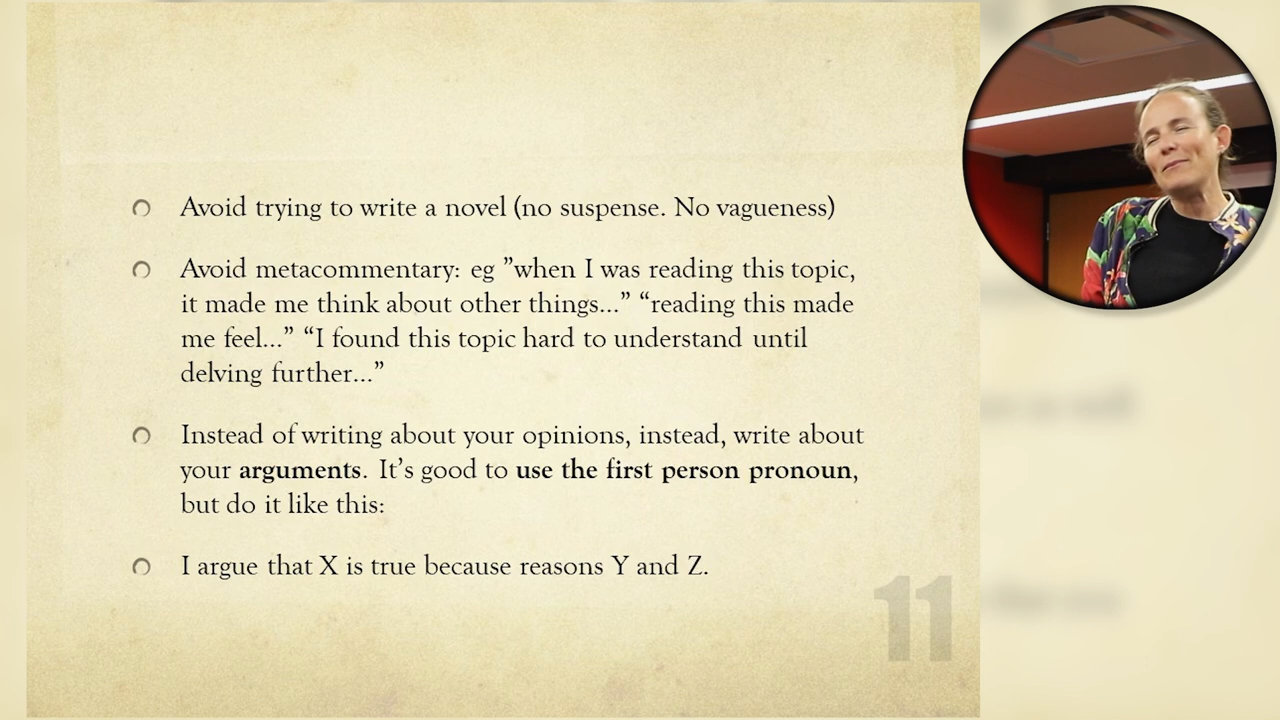 Avoid trying to write a novel (no suspense. No vagueness)
Avoid metacommentary: eg ”when I was reading this topic,
it made me think about other things...” “reading this made
me feel...” “I found this topic hard to understand until
delving further...”
Instead of writing about your opinions, instead, write about
your arguments. It’s good to use the first person pronoun,
but do it like this:
I argue that X is true because reasons Y and Z.
11